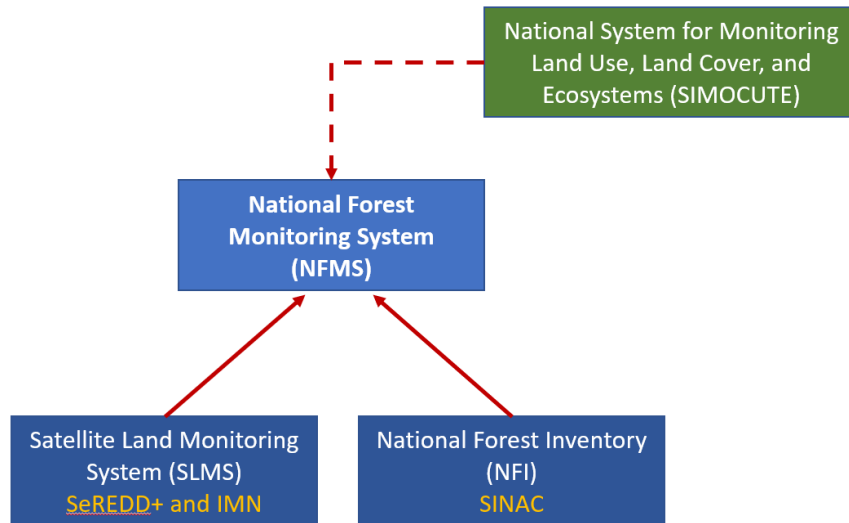 National System for Monitoring
Land Use, Land Cover, and
Ecosystems (SIMOCUTE)
National Forest
Monitoring System
(NFMS)
Satellite Land Monitoring
System (SLMS)
SeREDD+ and IMN
National Forest Inventory
(NFI)
SINAC